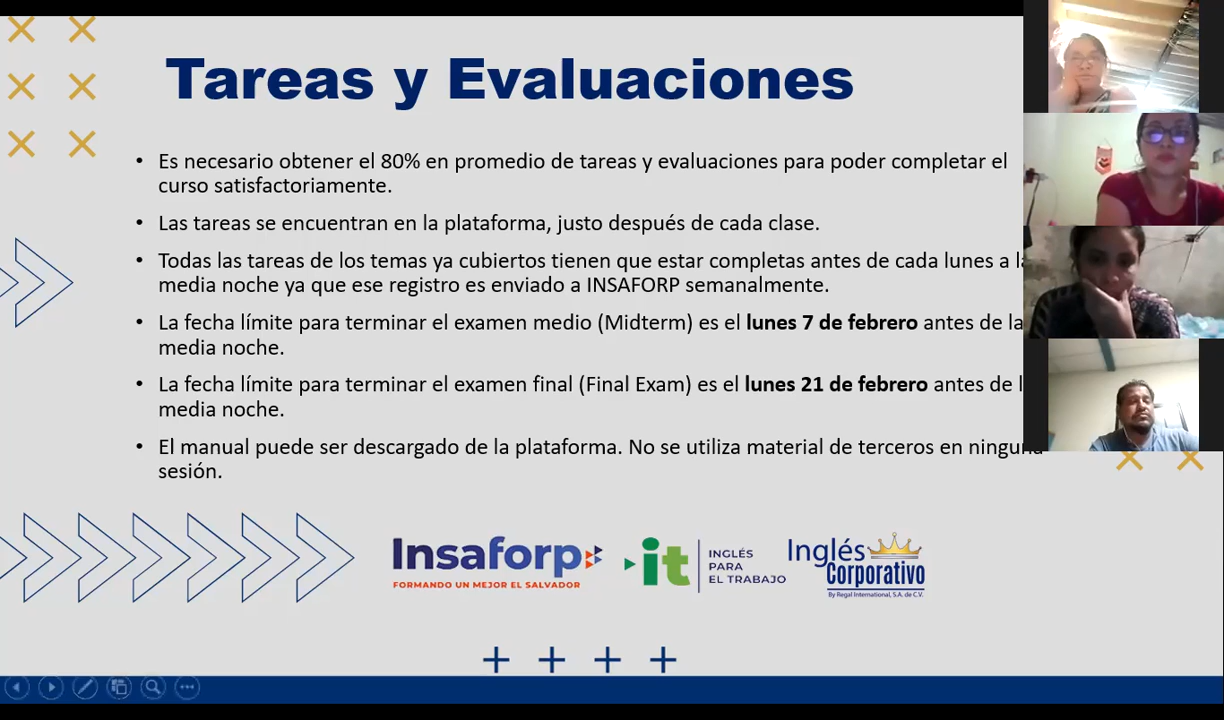 Tareas y Evaluaciones
• Es necesario obtener el 80% en promedio de tareas y evaluaciones para poder completar el
curso satisfactoriamente.
• Las tareas se encuentran en la plataforma, justo después de cada clase.
• Todas las tareas de los temas ya cubiertos tienen que estar completas antes de cada lunes a la
media noche ya que ese registro es enviado a INSAFORP semanalmente.
• La fecha límite para terminar el examen medio (Midterm) es el lunes 7 de febrero antes de la
media noche.
• La fecha límite para terminar el examen final (Final Exam) es el lunes 21 de febrero antes de l
media noche.
• El manual puede ser descargado de la plataforma. No se utiliza material de terceros en ninguna
sesión.
Insaforp
FORMANDO UN MEJOR EL SALVADOR
it
INGLÉS
PARA
EL TRABAJO
Inglés
Corporativo
By Regal International, S.A. de C.V.